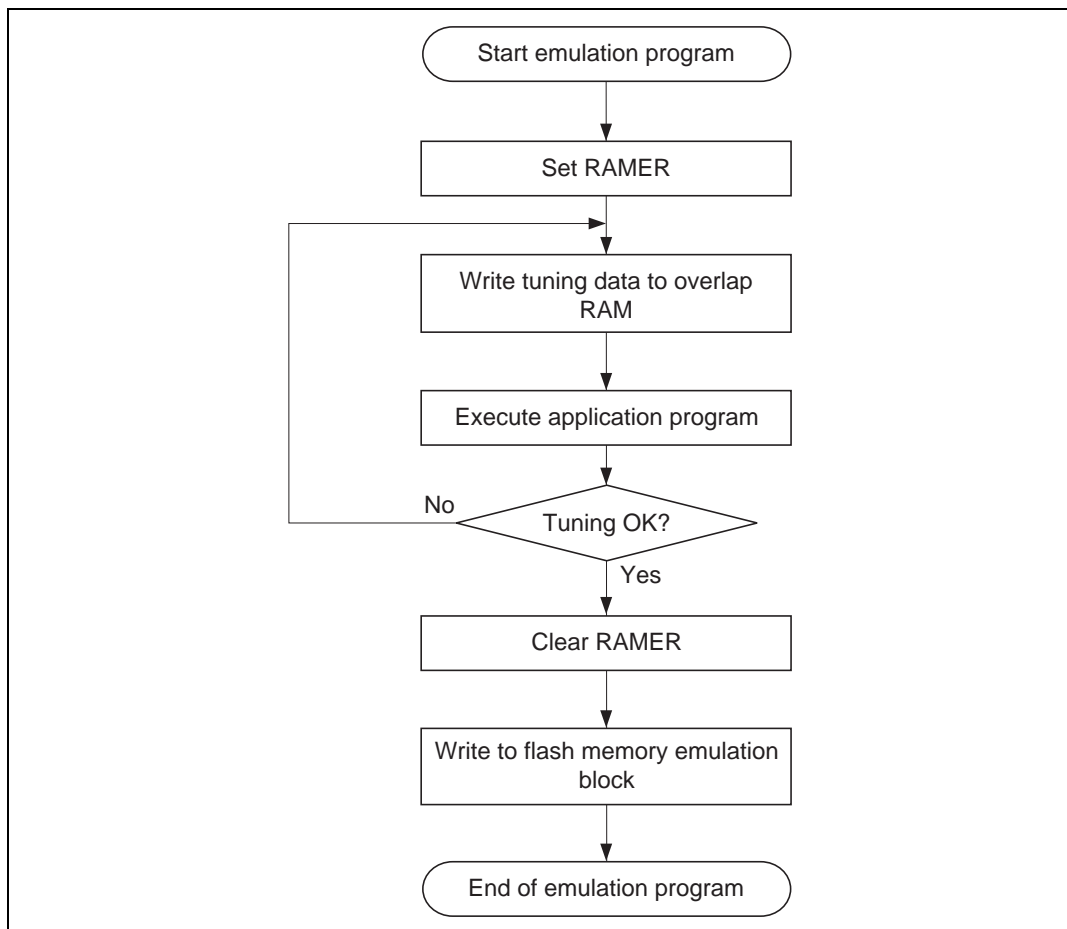 Start emulation program
Set RAMER
Write tuning data to overlap
RAM
Execute application program
No
Tuning OK?
Yes
Clear RAMER
Write to flash memory emulation
block
End of emulation program